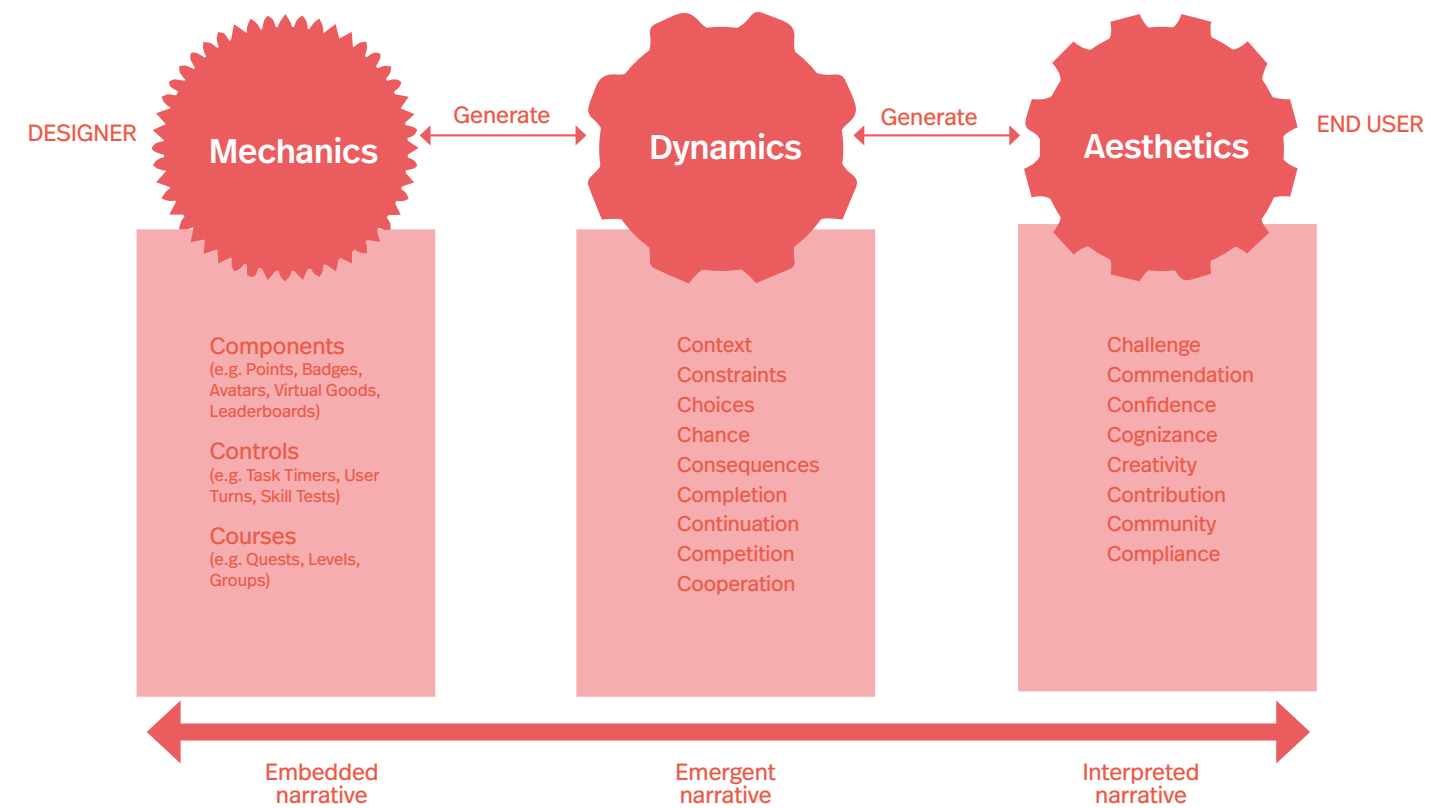 DESIGNER
Mechanics
Generate
Dynamics
Generate
Aesthetics
END USER
Components
(e.g. Points, Badges,
Avatars, Virtual Goods,
Leaderboards)
Controls
(e.g. Task Timers, User
Turns, Skill Tests)
Courses
(e.g. Quests, Levels,
Groups)
Context
Constraints
Choices
Chance
Consequences
Completion
Continuation
Competition
Cooperation
Challenge
Commendation
Confidence
Cognizance
Creativity
Contribution
Community
Compliance
Embedded
narrative
Emergent
narrative
Interpreted
narrative